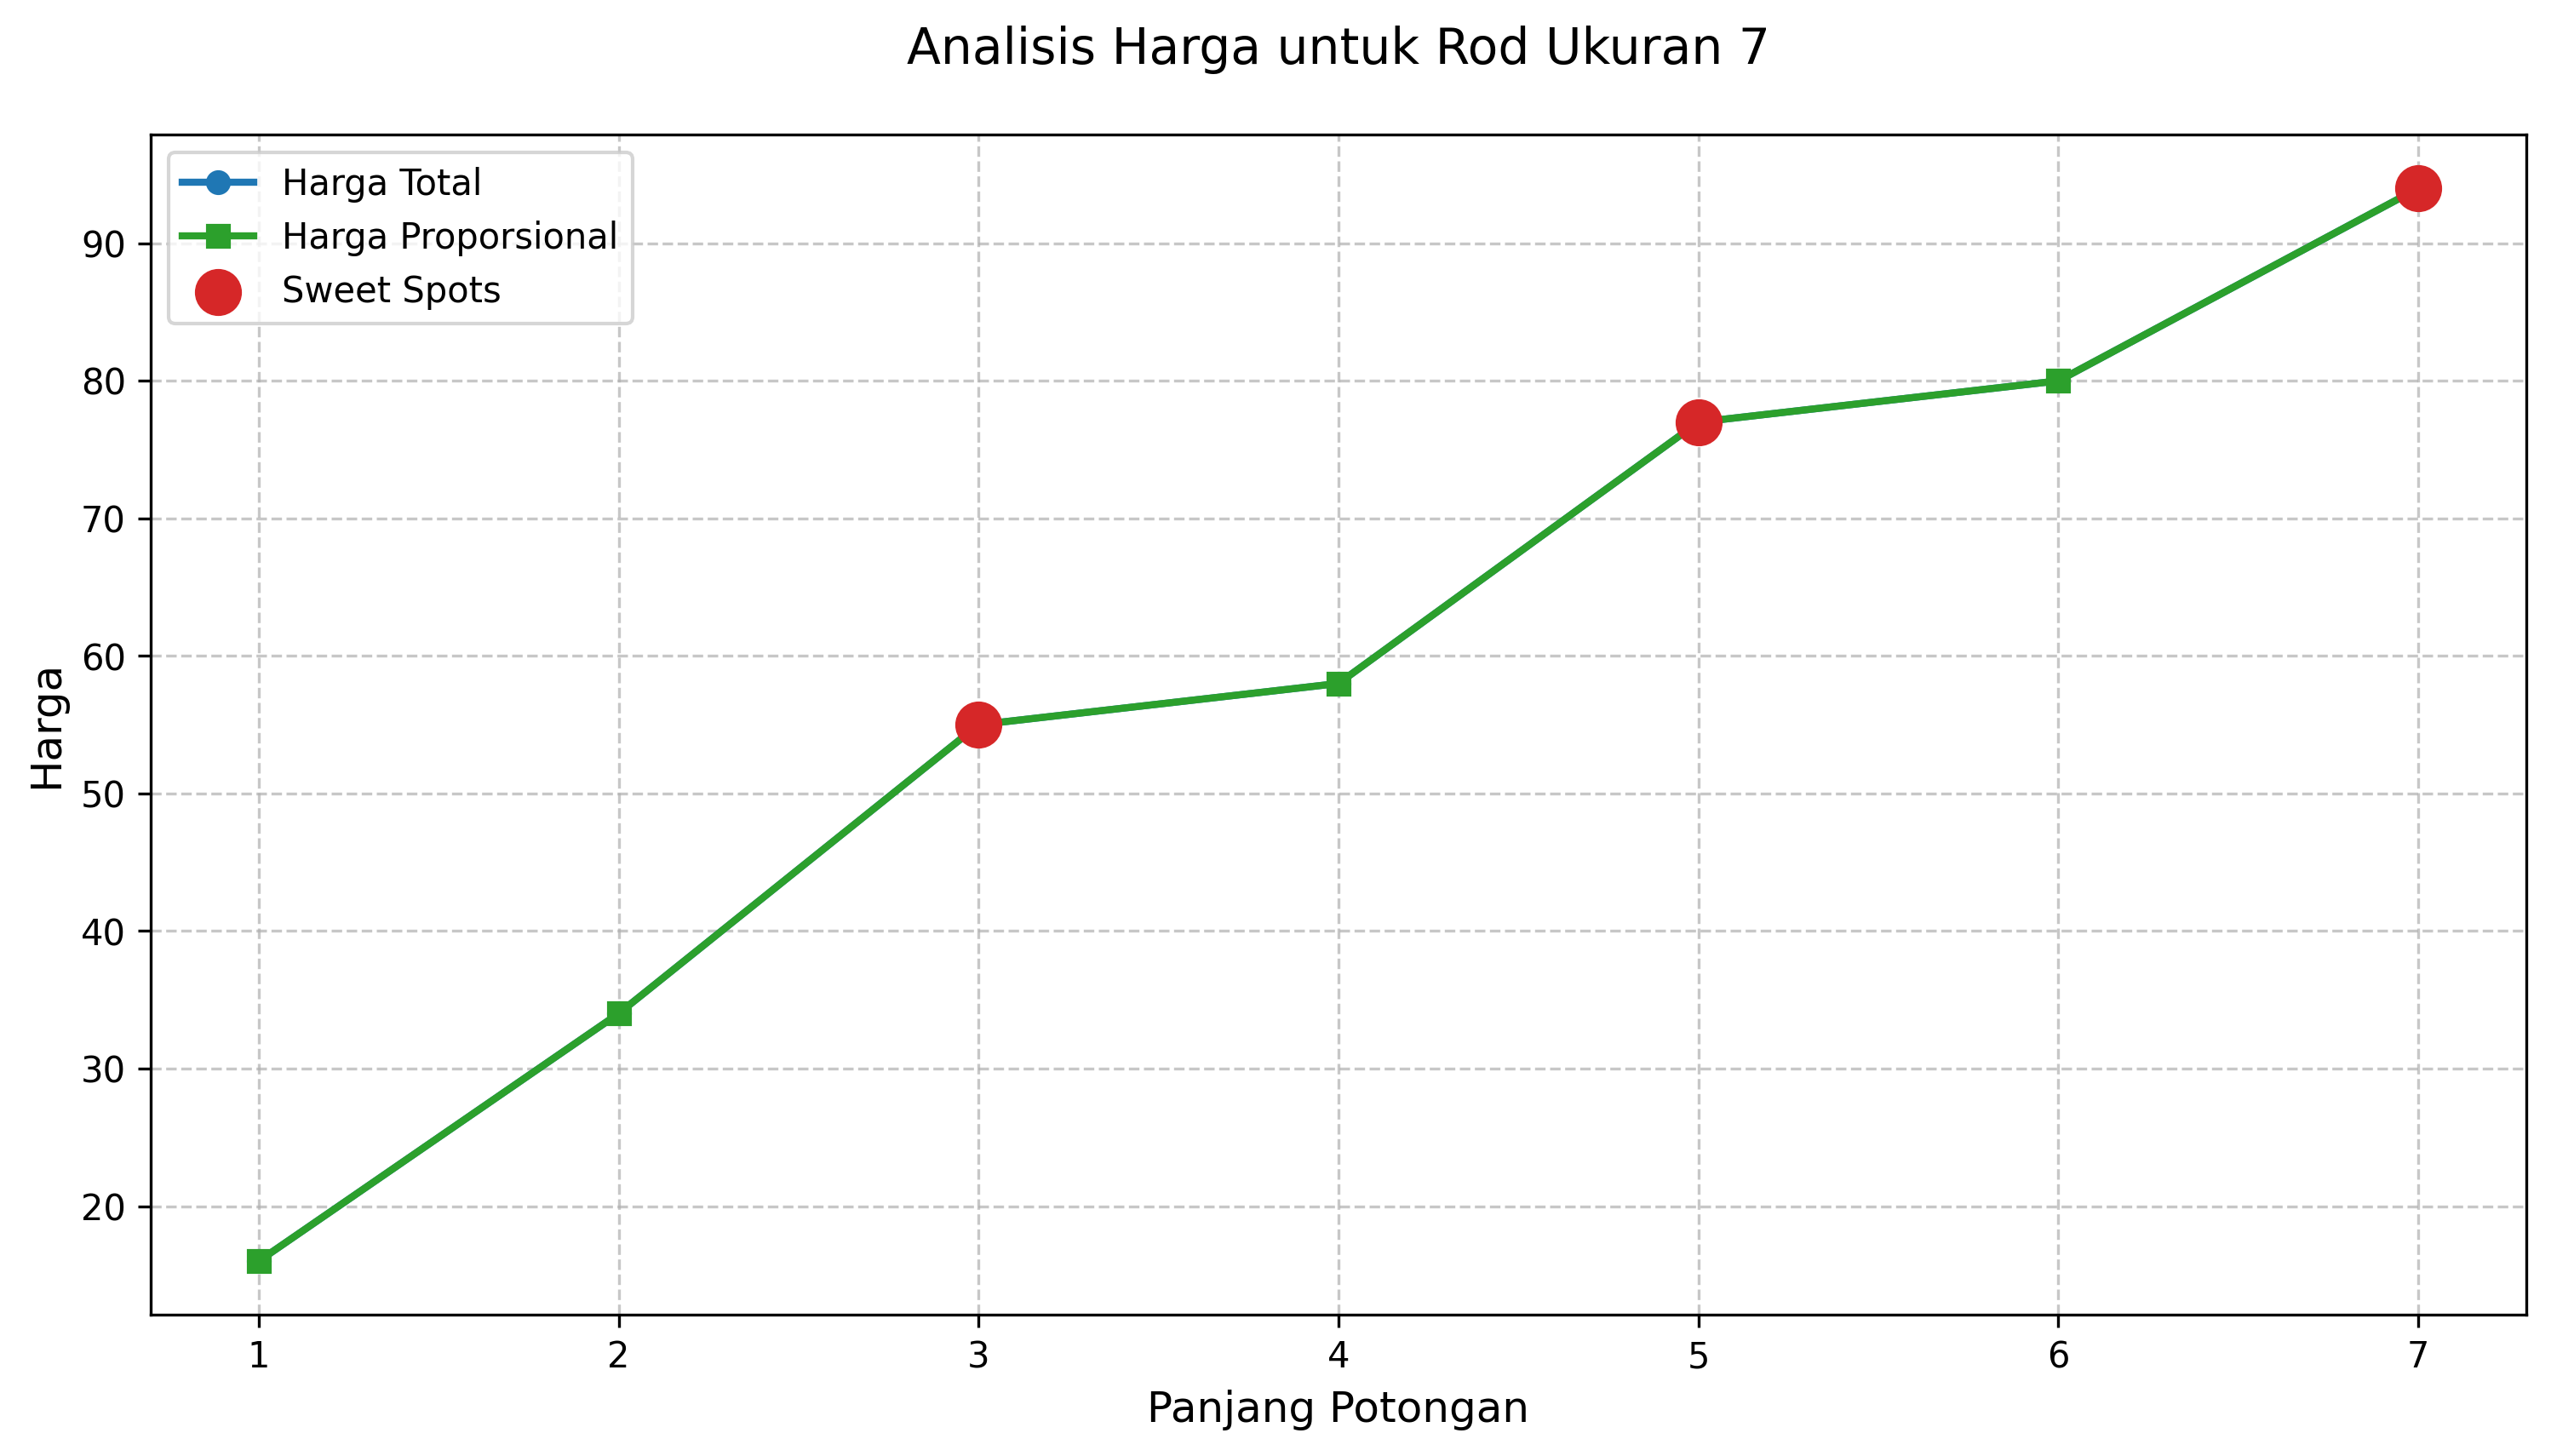 Analisis Harga untuk Rod Ukuran 7
Harga Total
Harga Proporsional
Sweet Spots
90
80
70
60
50
40
30
20
Harga
1 2 3 4 5 6 7
Panjang Potongan